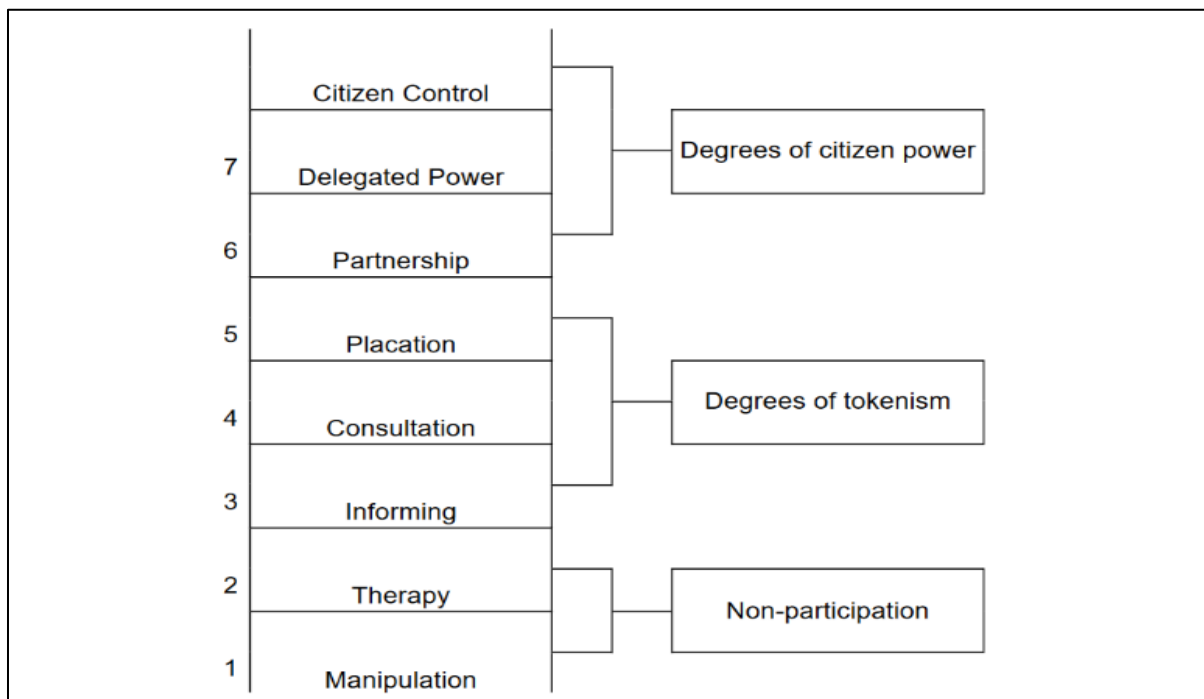 Citizen Control
7
Delegated Power
Degrees of citizen power
6
Partnership
5
Placation
4
Consultation
Degrees of tokenism
3
Informing
2
Therapy
Non-participation
1
Manipulation